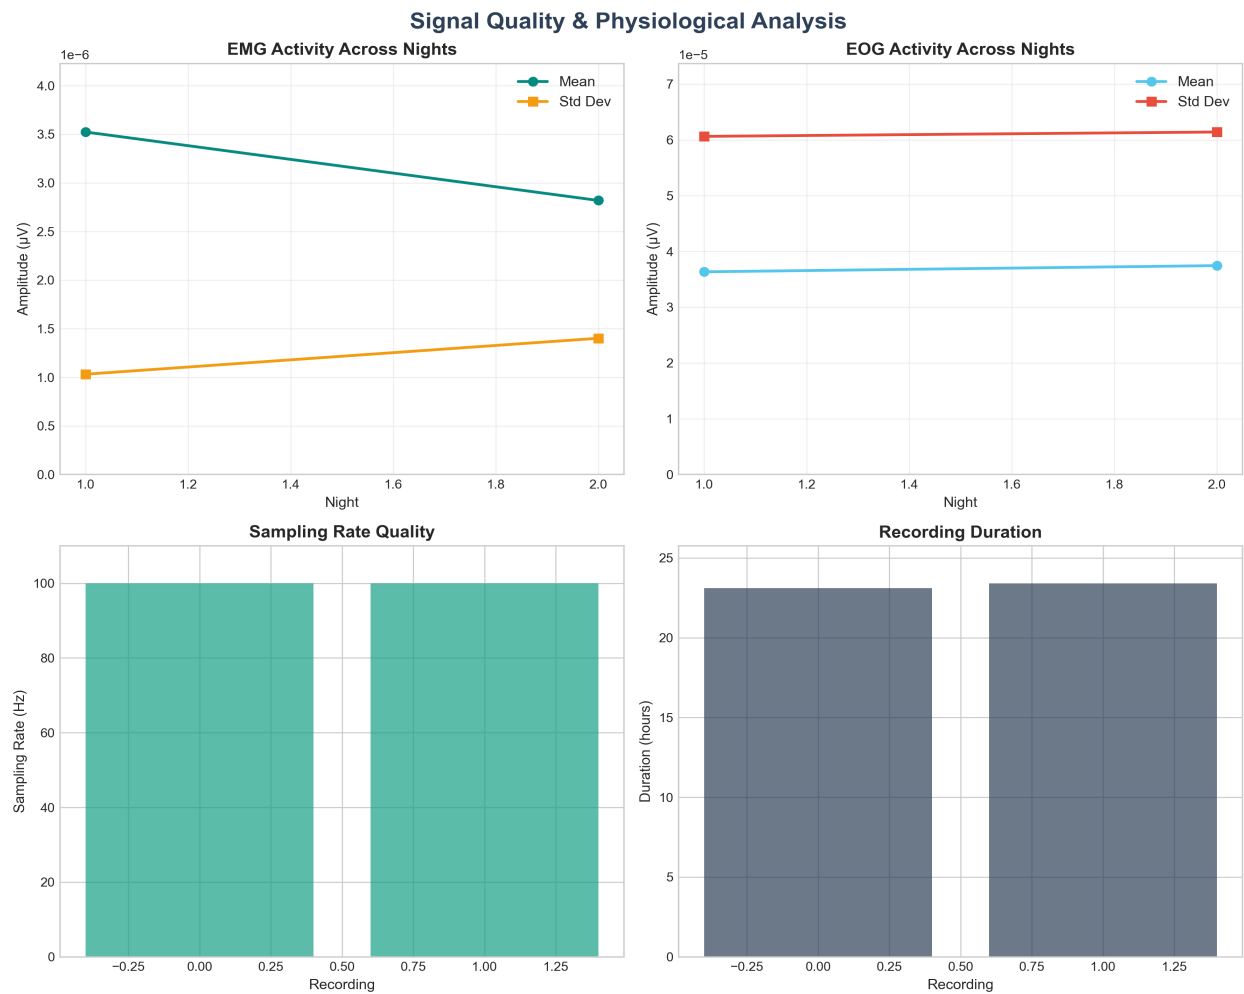 Signal Quality & Physiological Analysis
EMG Activity Across Nights
1e−6
Mean
Std Dev
4.0
3.5
3.0
2.5
2.0
1.5
1.0
0.5
0.0
Amplitude (µV)
1.0 1.2 1.4 1.6 1.8 2.0
Night
EOG Activity Across Nights
1e−5
Mean
Std Dev
7
6
5
4
3
2
1
0
Amplitude (µV)
1.0 1.2 1.4 1.6 1.8 2.0
Night
Sampling Rate Quality
100
80
60
40
20
0
Sampling Rate (Hz)
−0.25 0.00 0.25 0.50 0.75 1.00 1.25
Recording
Recording Duration
25
20
15
10
5
0
Duration (hours)
−0.25 0.00 0.25 0.50 0.75 1.00 1.25
Recording